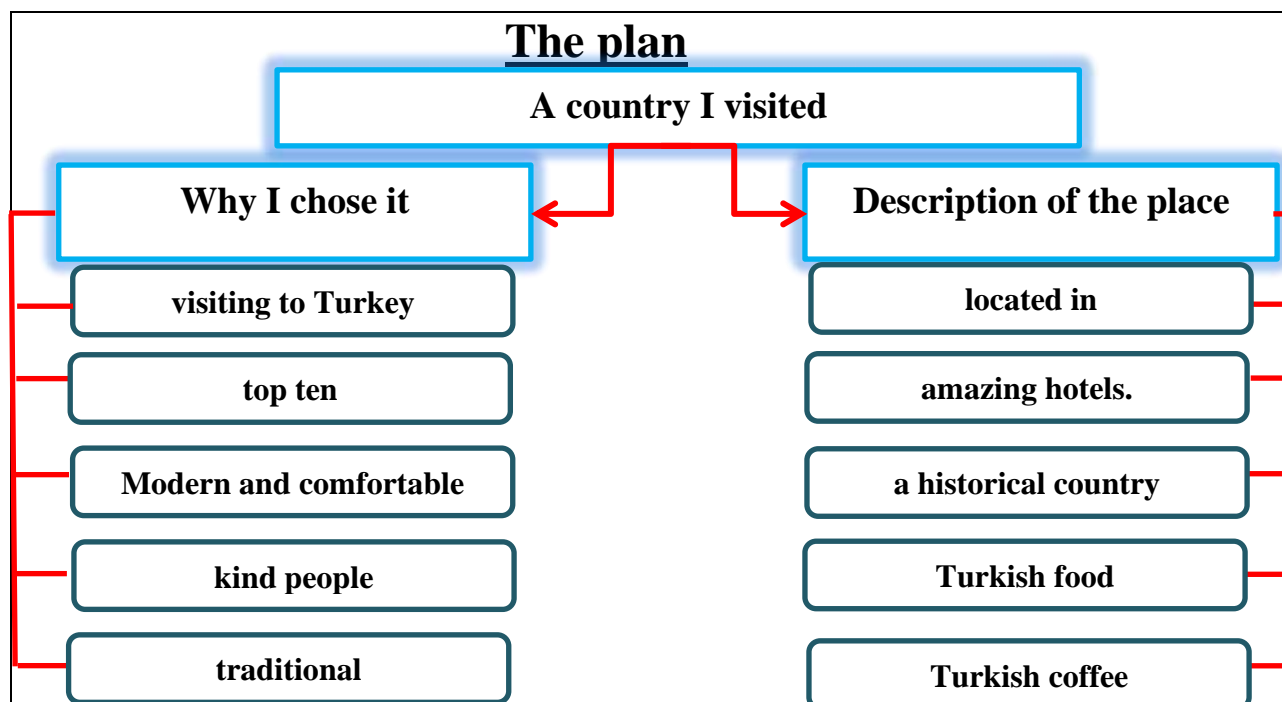 The plan
A country I visited
Why I chose it
visiting to Turkey
top ten
Modern and comfortable
kind people
traditional
Description of the place
located in
amazing hotels.
a historical country
Turkish food
Turkish coffee